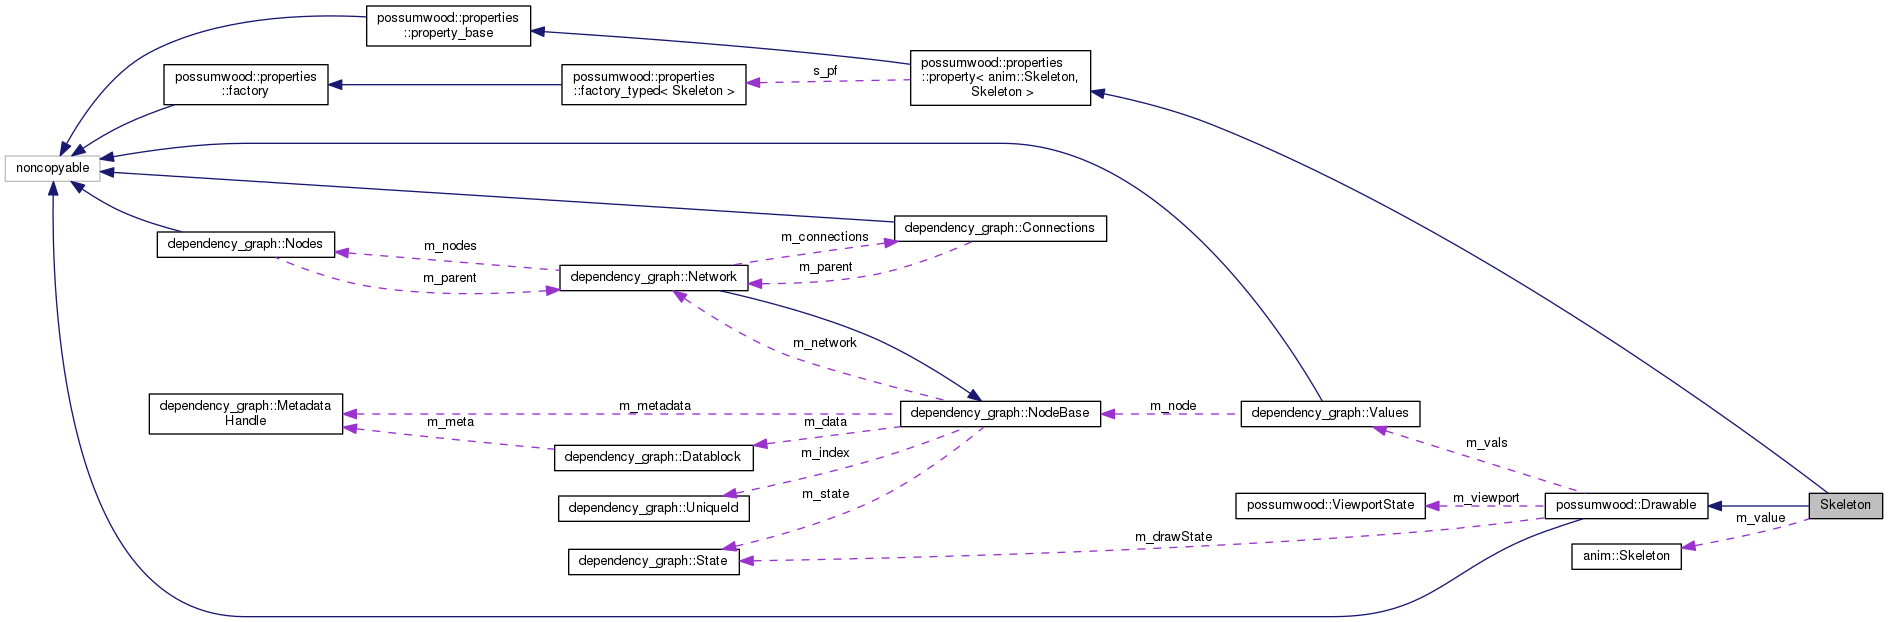 possumwood::properties
::property_base
possumwood::properties
::factory
possumwood::properties
::factory_typed< Skeleton >
s_pf
possumwood::properties
::property< anim::Skeleton,
Skeleton >
noncopyable
dependency_graph::Nodes
m_nodes
m_parent
dependency_graph::Network
m_connections
m_parent
dependency_graph::Connections
m_network
dependency_graph::Metadata
Handle
m_metadata
m_meta
m_data
dependency_graph::Datablock
m_index
dependency_graph::UniqueId
m_state
dependency_graph::State
dependency_graph::NodeBase
m_node
dependency_graph::Values
m_vals
possumwood::ViewportState
m_viewport
m_drawState
possumwood::Drawable
Skeleton
m_value
anim::Skeleton